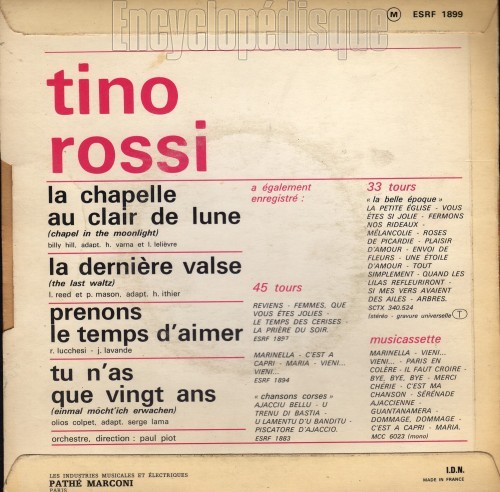 Encyclopédisque
M ESRF 1899
tino
rossi
la chapelle
au clair de lune
(chapel in the moonlight)
billy hill, adapt. h. varna et l. lelièvre
la dernière valse
(the last waltz)
l. reed et p. mason, adapt. h. ithier
prenons
le temps d'aimer
r. lucchesi - j. lavande
tu n'as
que vingt ans
(einmal möcht'ich erwachen)
olios colpet, adapt. serge lama
orchestre, direction : paul piot
a également
enregistré :
45 tours
REVIENS - FEMMES, QUE
VOUS ÊTES JOLIES -
LE TEMPS DES CERISES -
LA PRIÈRE DU SOIR.
ESRF 1897
MARINELLA - C'EST A
CAPRI - MARIA - VIENI...
VIENI...
ESRF 1894
« chansons corses »
AJACCIU BELLU - U
TRENU DI BASTIA -
U LAMENTU D'U BANDITU -
PISCATORE D'AJACCIO.
ESRF 1883
33 tours
« la belle époque »
LA PETITE ÉGLISE - VOUS
ÊTES SI JOLIE - FERMONS
NOS RIDEAUX -
MÉLANCOLIE - ROSES
DE PICARDIE - PLAISIR
D'AMOUR - ENVOI DE
FLEURS - UNE ÉTOILE
D'AMOUR - TOUT
SIMPLEMENT - QUAND LES
LILAS REFLEURIRONT -
SI MES VERS AVAIENT
DES AILES - ARBRES.
SCTX 340.524
(stéréo - gravure universelle T)
musicassette
MARINELLA - VIENI...
VIENI... - PARIS EN
COLÈRE - IL FAUT CROIRE -
BYE, BYE, BYE - MERCI
CHERIE - C'EST MA
CHANSON - SÉRÉNADE
AJACCIENNE -
GUANTANAMERA -
DOMMAGE, DOMMAGE -
C'EST A CAPRI - MARIA.
MCC 6023 (mono)
LES INDUSTRIES MUSICALES ET ÉLECTRIQUES
PATHÉ MARCONI
PARIS
I.D.N.
MADE IN FRANCE